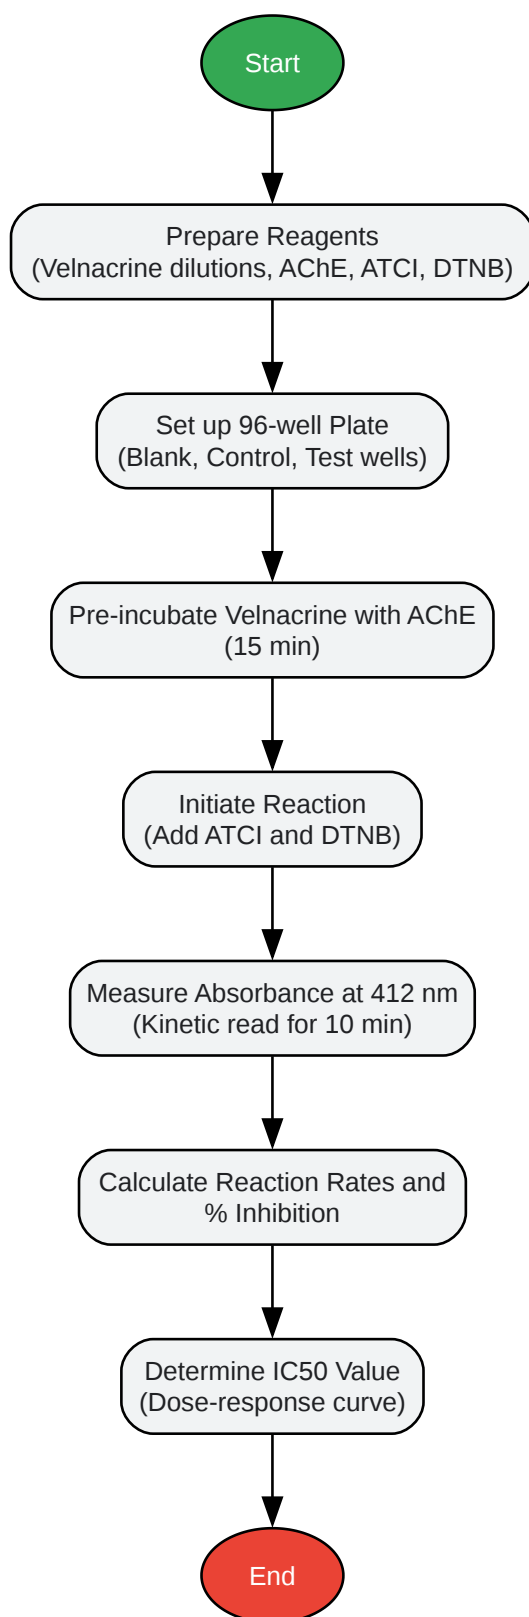 Start
Prepare Reagents
(Velnacrine dilutions, AChE, ATCI, DTNB)
Set up 96-well Plate
(Blank, Control, Test wells)
Pre-incubate Velnacrine with AChE
(15 min)
Initiate Reaction
(Add ATCI and DTNB)
Measure Absorbance at 412 nm
(Kinetic read for 10 min)
Calculate Reaction Rates and
% Inhibition
Determine IC50 Value
(Dose-response curve)
End